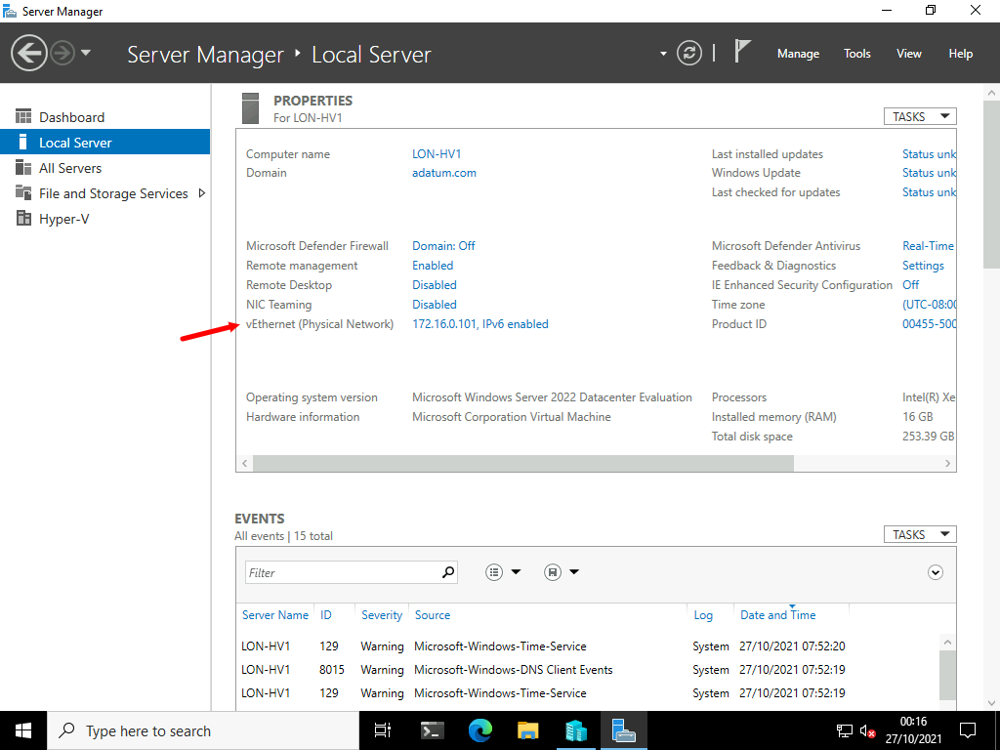 Server Manager
Server Manager ‣ Local Server
Manage Tools View Help
Dashboard
Local Server
All Servers
File and Storage Services
Hyper-V
PROPERTIES
For LON-HV1
TASKS
Computer name LON-HV1 Last installed updates Status unk
Domain adatum.com Windows Update Status unk
Last checked for updates Status unk
Microsoft Defender Firewall Domain: Off Microsoft Defender Antivirus Real-Time
Remote management Enabled Feedback & Diagnostics Settings
Remote Desktop Disabled IE Enhanced Security Configuration Off
NIC Teaming Disabled Time zone (UTC-08:00
vEthernet (Physical Network) 172.16.0.101, IPv6 enabled Product ID 00455-500
Operating system version Microsoft Windows Server 2022 Datacenter Evaluation Processors Intel(R) Xe
Hardware information Microsoft Corporation Virtual Machine Installed memory (RAM) 16 GB
Total disk space 253.39 GB
EVENTS
All events | 15 total
TASKS
Filter
Server Name ID Severity Source Log Date and Time
LON-HV1 129 Warning Microsoft-Windows-Time-Service System 27/10/2021 07:52:20
LON-HV1 8015 Warning Microsoft-Windows-DNS Client Events System 27/10/2021 07:52:19
LON-HV1 129 Warning Microsoft-Windows-Time-Service System 27/10/2021 07:52:19
Type here to search
00:16
27/10/2021